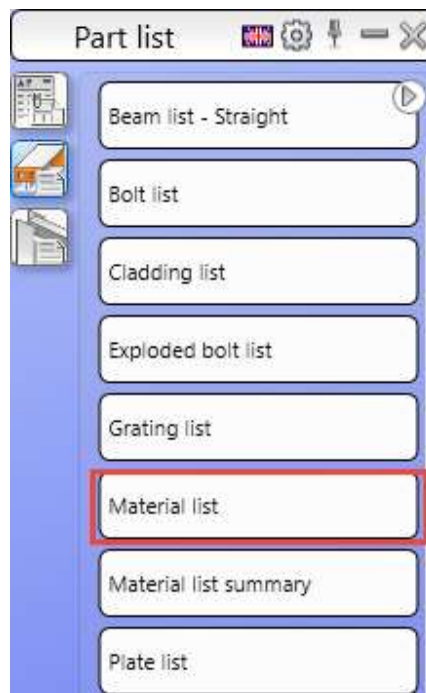 Part list
Beam list - Straight
Bolt list
Cladding list
Exploded bolt list
Grating list
Material list
Material list summary
Plate list